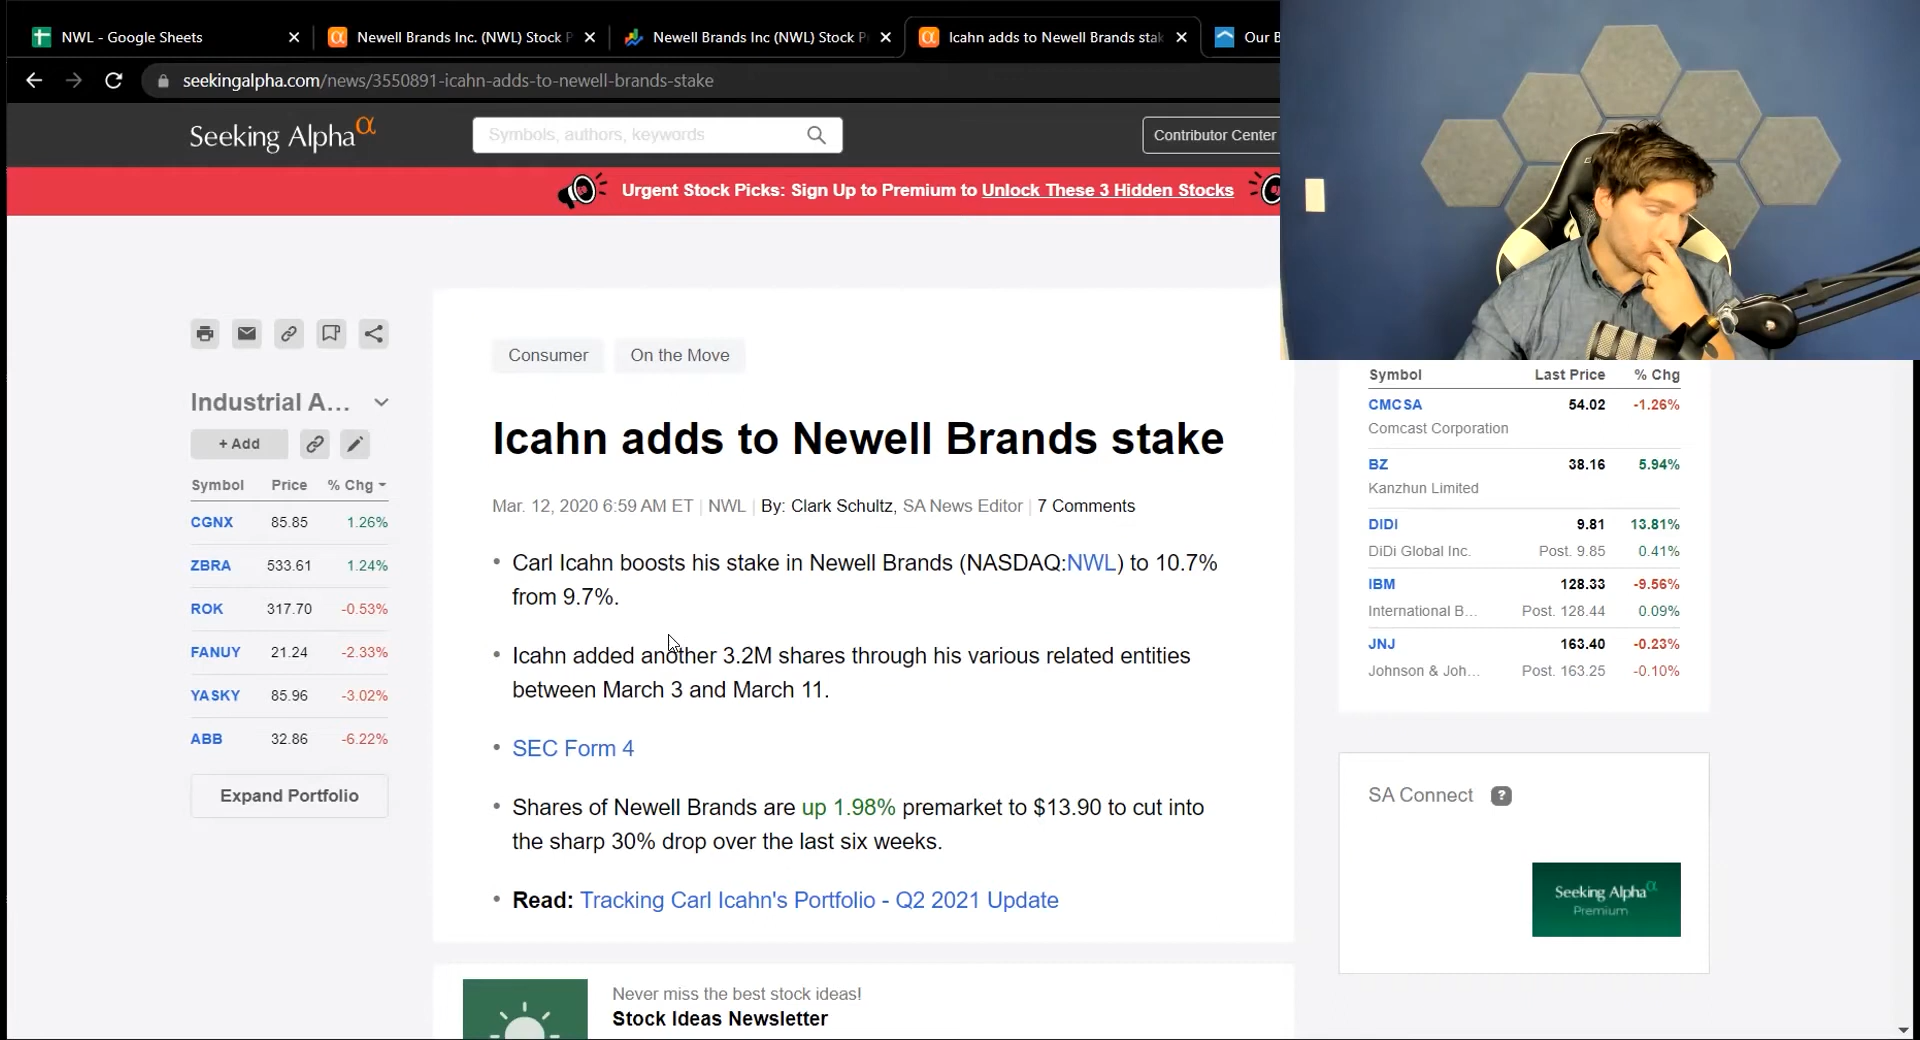 NWL - Google Sheets
Newell Brands Inc. (NWL) Stock P
Newell Brands Inc (NWL) Stock P
Icahn adds to Newell Brands stak
Our B
seekingalpha.com/news/3550891-icahn-adds-to-newell-brands-stake
Seeking Alpha α
Symbols, authors, keywords
Contributor Center
Urgent Stock Picks: Sign Up to Premium to Unlock These 3 Hidden Stocks
Industrial A...
+ Add
Symbol Price % Chg
CGNX 85.85 1.26%
ZBRA 533.61 1.24%
ROK 317.70 -0.53%
FANUY 21.24 -2.33%
YASKY 85.96 -3.02%
ABB 32.86 -6.22%
Expand Portfolio
Consumer
On the Move
Icahn adds to Newell Brands stake
Mar. 12, 2020 6:59 AM ET | NWL | By: Clark Schultz, SA News Editor | 7 Comments
• Carl Icahn boosts his stake in Newell Brands (NASDAQ:NWL) to 10.7%
from 9.7%.
• Icahn added another 3.2M shares through his various related entities
between March 3 and March 11.
• SEC Form 4
• Shares of Newell Brands are up 1.98% premarket to $13.90 to cut into
the sharp 30% drop over the last six weeks.
• Read: Tracking Carl Icahn's Portfolio - Q2 2021 Update
Never miss the best stock ideas!
Stock Ideas Newsletter
Symbol Last Price % Chg
CMCSA 54.02 -1.26%
Comcast Corporation
BZ 38.16 5.94%
Kanzhun Limited
DIDI 9.81 13.81%
DiDi Global Inc. Post. 9.85 0.41%
IBM 128.33 -9.56%
International B... Post. 128.44 0.09%
JNJ 163.40 -0.23%
Johnson & Joh... Post. 163.25 -0.10%
SA Connect ?
Seeking Alpha α
Premium